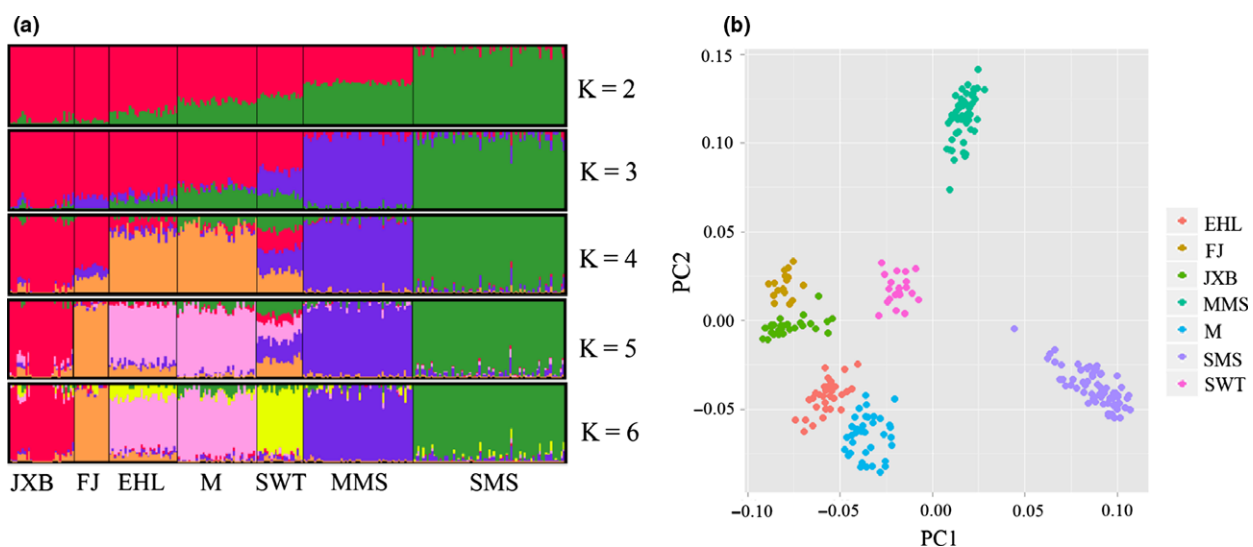 (a)
K = 2
K = 3
K = 4
K = 5
K = 6
JXB FJ EHL M SWT MMS SMS
(b)
0.15
0.10
0.05
0.00
−0.05
PC2
−0.10 −0.05 0.00 0.05 0.10
PC1
EHL
FJ
JXB
MMS
M
SMS
SWT